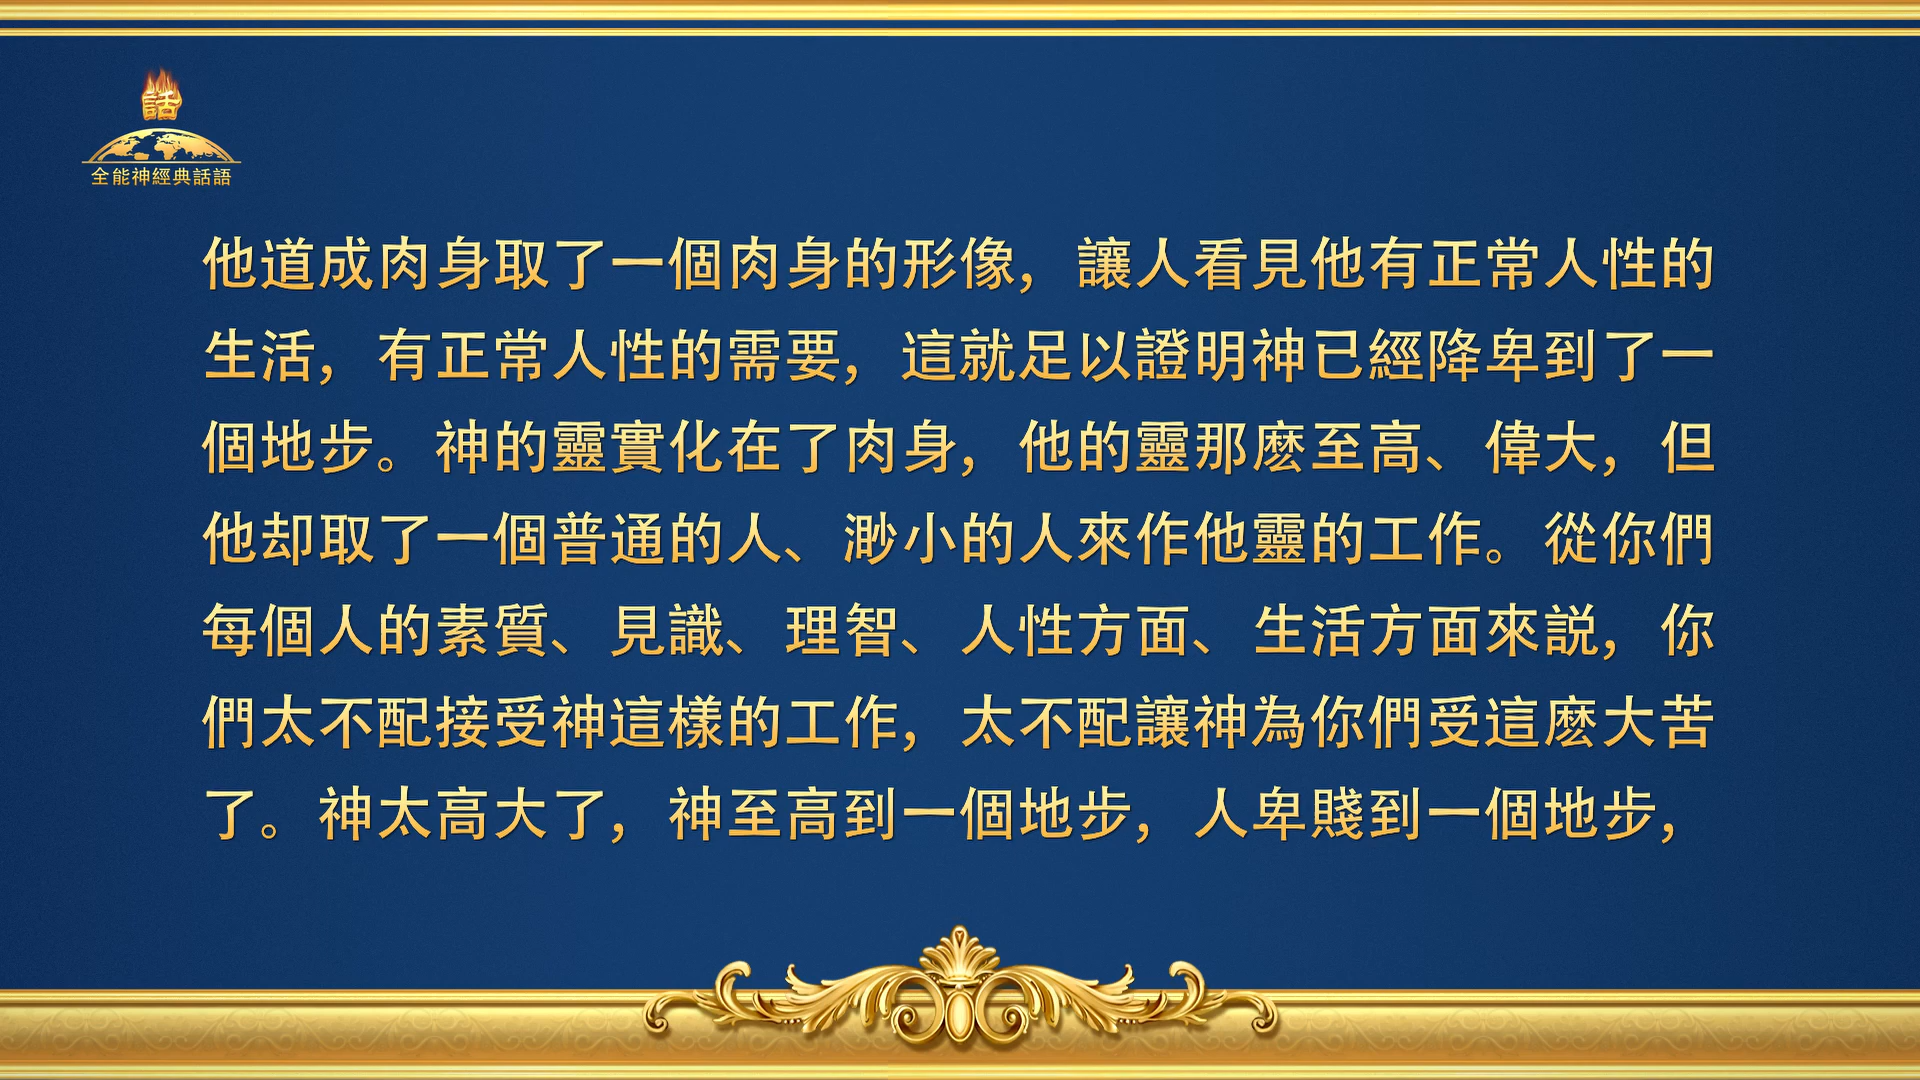 話
全能神經典話語
他道成肉身取了一個肉身的形像，讓人看見他有正常人性的
生活，有正常人性的需要，這就足以證明神已經降卑到了一
個地步。神的靈實化在了肉身，他的靈那麽至高、偉大，但
他却取了一個普通的人、渺小的人來作他靈的工作。從你們
每個人的素質、見識、理智、人性方面、生活方面來説，你
們太不配接受神這樣的工作，太不配讓神為你們受這麽大苦
了。神太高大了，神至高到一個地步，人卑賤到一個地步，